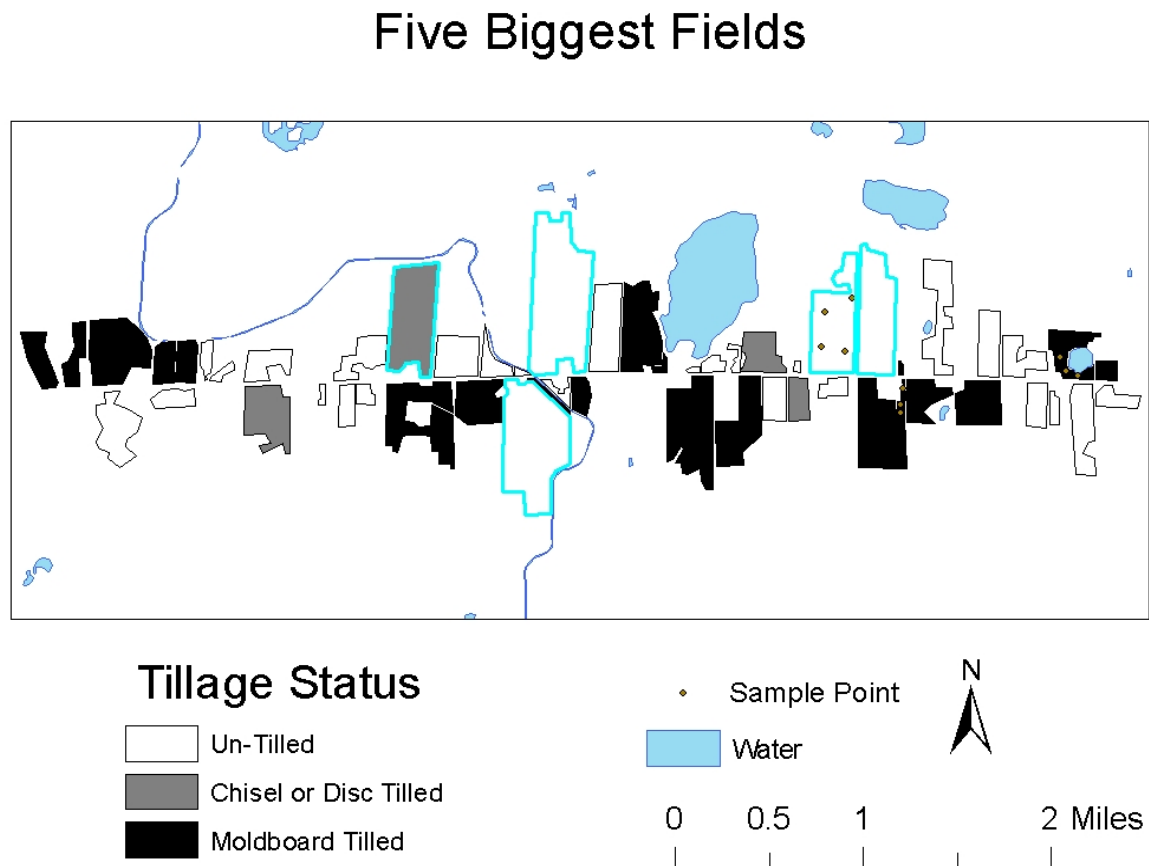 Five Biggest Fields
Tillage Status
Un-Tilled
Chisel or Disc Tilled
Moldboard Tilled
Sample Point
Water
N
0 0.5 1 2 Miles